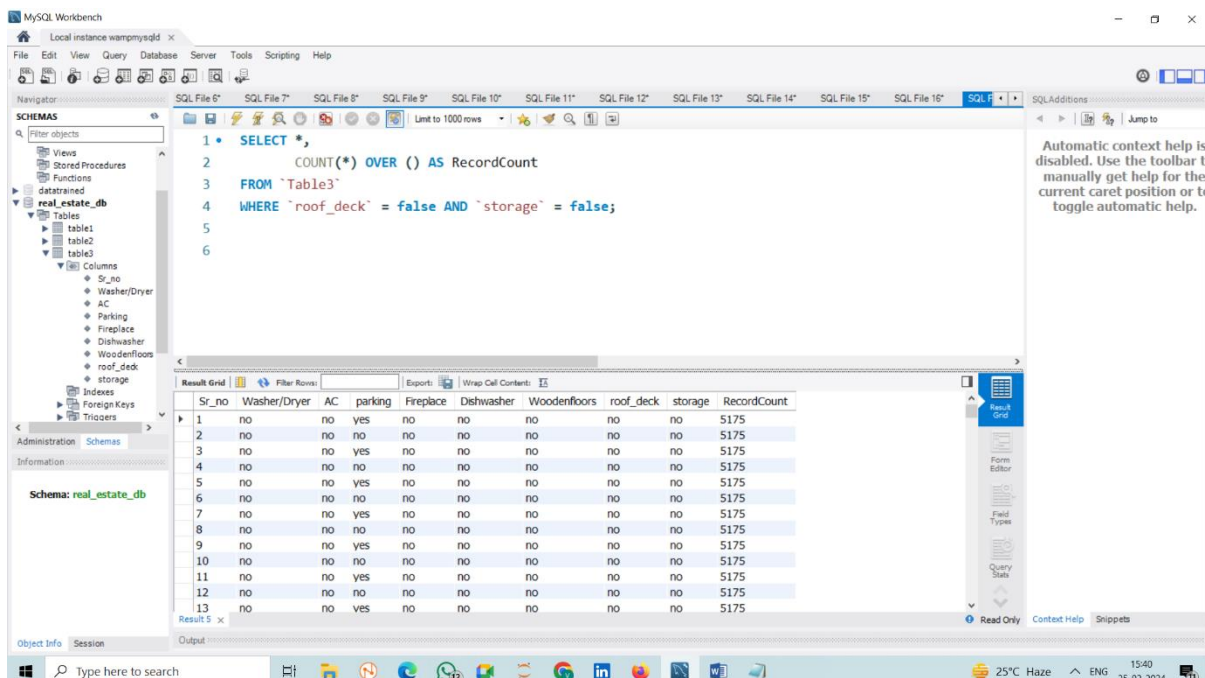 MySQL Workbench
Local instance wampmysqld ×
File Edit View Query Database Server Tools Scripting Help
Navigator
SCHEMAS
Filter objects
Views
Stored Procedures
Functions
datatrained
real_estate_db
Tables
table1
table2
table3
Columns
Sr_no
Washer/Dryer
AC
Parking
Fireplace
Dishwasher
Woodenfloors
roof_deck
storage
Indexes
Foreign Keys
Triggers
Administration Schemas
Information
Schema: real_estate_db
Object Info Session
SQL File 6* SQL File 7* SQL File 8* SQL File 9* SQL File 10* SQL File 11* SQL File 12* SQL File 13* SQL File 14* SQL File 15* SQL File 16* SQL F
Limit to 1000 rows
1 SELECT *,
2 COUNT(*) OVER () AS RecordCount
3 FROM `Table3`
4 WHERE `roof_deck` = false AND `storage` = false;
5
6
Result Grid Filter Rows: Export: Wrap Cell Content:
Sr_no Washer/Dryer AC parking Fireplace Dishwasher Woodenfloors roof_deck storage RecordCount
1 no no yes no no no no no 5175
2 no no no no no no no no 5175
3 no no yes no no no no no 5175
4 no no no no no no no no 5175
5 no no yes no no no no no 5175
6 no no no no no no no no 5175
7 no no yes no no no no no 5175
8 no no no no no no no no 5175
9 no no yes no no no no no 5175
10 no no no no no no no no 5175
11 no no yes no no no no no 5175
12 no no no no no no no no 5175
13 no no yes no no no no no 5175
Result 5 ×
Output
Result
Grid
Form
Editor
Field
Types
Query
Stats
Read Only
SQLAdditions
Jump to
Automatic context help is
disabled. Use the toolbar t
manually get help for the
current caret position or to
toggle automatic help.
Context Help Snippets
Type here to search
25°C Haze ENG 15:40